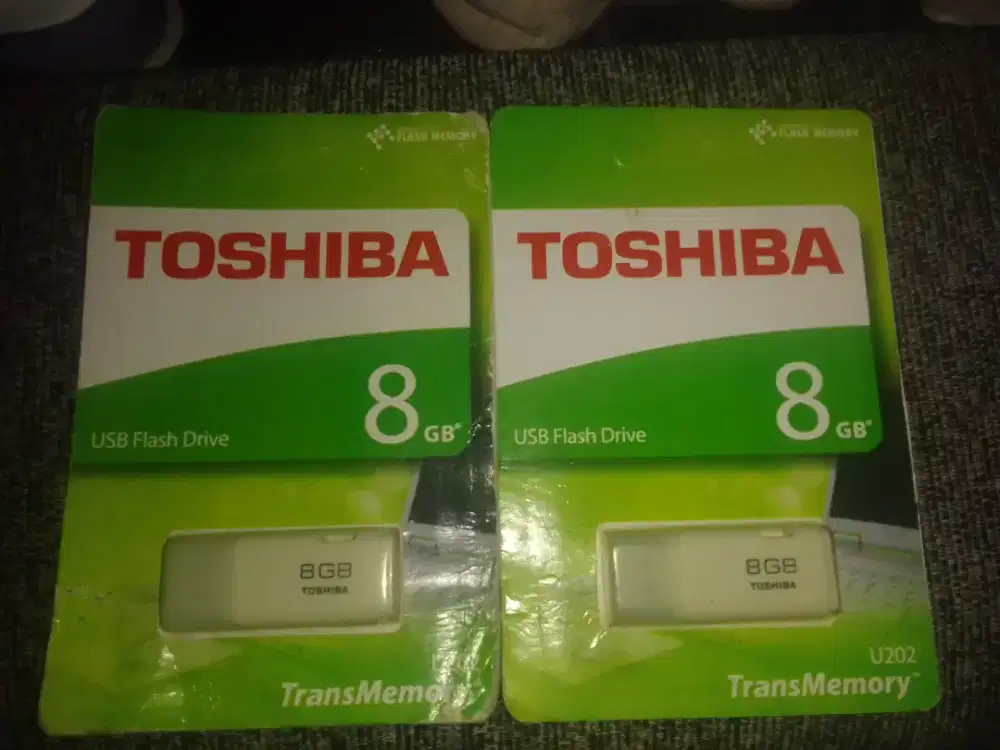 FLASH MEMORY
TOSHIBA
8 GB*
USB Flash Drive
8GB
TOSHIBA
TransMemory
FLASH MEMORY
TOSHIBA
8 GB*
USB Flash Drive
8GB
TOSHIBA
U202
TransMemory™